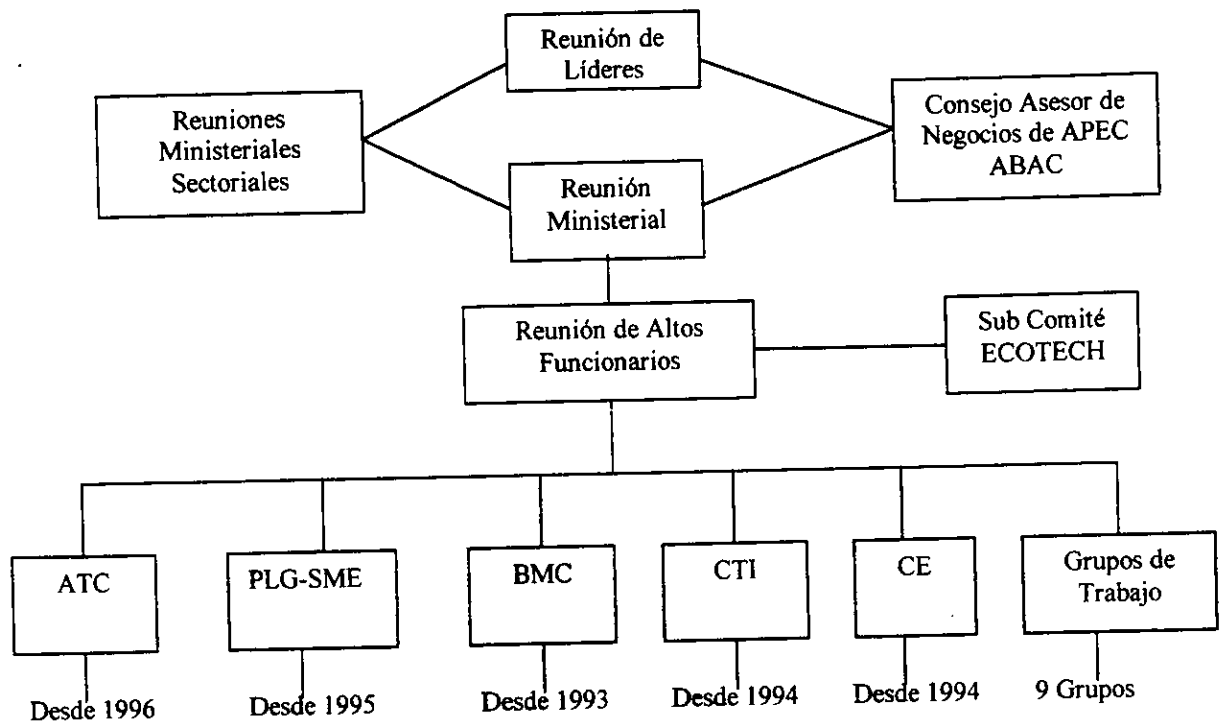 Reunión de
Líderes
Reuniones
Ministeriales
Sectoriales
Consejo Asesor de
Negocios de APEC
ABAC
Reunión
Ministerial
Reunión de Altos
Funcionarios
Sub Comité
ECOTECH
ATC
PLG-SME
BMC
CTI
CE
Grupos de
Trabajo
Desde 1996
Desde 1995
Desde 1993
Desde 1994
Desde 1994
9 Grupos